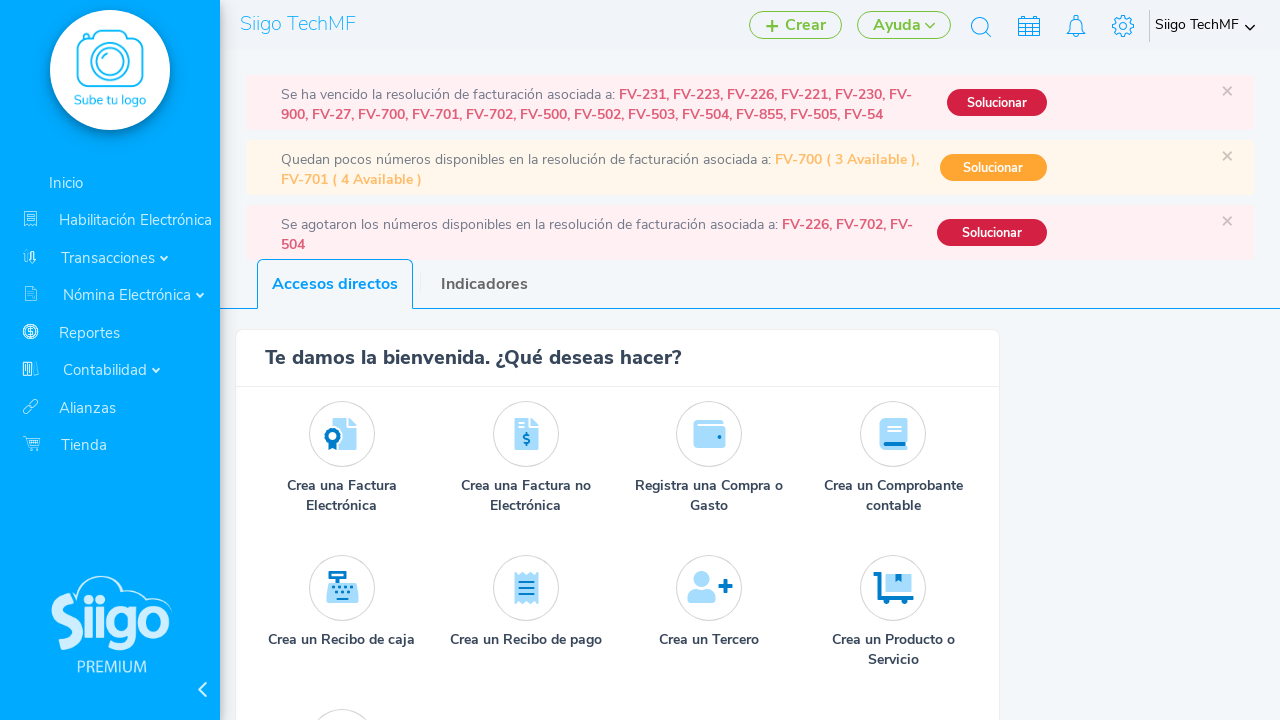 Sube tu logo
Siigo TechMF
Crear
Ayuda
Siigo TechMF
Inicio
Habilitación Electrónica
Transacciones
Nómina Electrónica
Reportes
Contabilidad
Alianzas
Tienda
Siigo
PREMIUM
Se ha vencido la resolución de facturación asociada a: FV-231, FV-223, FV-226, FV-221, FV-230, FV-
900, FV-27, FV-700, FV-701, FV-702, FV-500, FV-502, FV-503, FV-504, FV-855, FV-505, FV-54
Solucionar
Quedan pocos números disponibles en la resolución de facturación asociada a: FV-700 ( 3 Available ),
FV-701 ( 4 Available )
Solucionar
Se agotaron los números disponibles en la resolución de facturación asociada a: FV-226, FV-702, FV-
504
Solucionar
Accesos directos
Indicadores
Te damos la bienvenida. ¿Qué deseas hacer?
Crea una Factura
Electrónica
Crea una Factura no
Electrónica
Registra una Compra o
Gasto
Crea un Comprobante
contable
Crea un Recibo de caja
Crea un Recibo de pago
Crea un Tercero
Crea un Producto o
Servicio